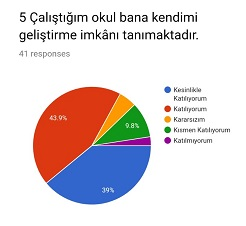 5 Çalıştığım okul bana kendimi
geliştirme imkânı tanımaktadır.
41 responses
Kesinlikle
Katılıyorum
Katılıyorum
Kararsızım
Kısmen Katılıyorum
Katılmıyorum
43.9%
9.8%
39%